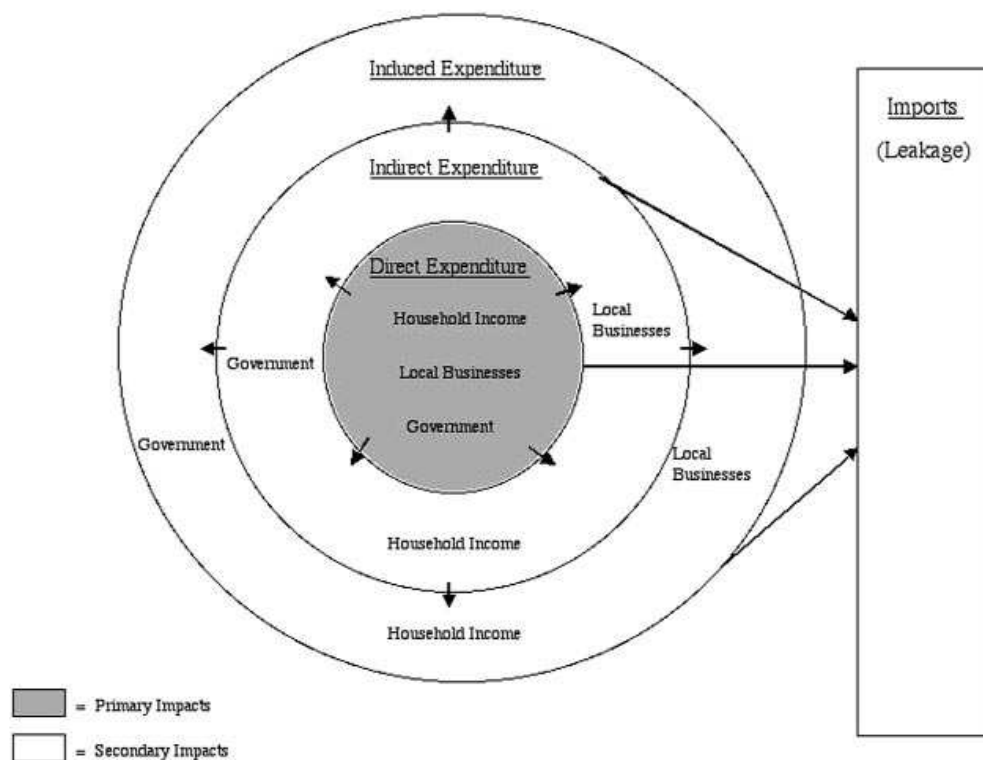 Induced Expenditure
Imports
(Leakage)
Indirect Expenditure
Direct Expenditure
Household Income
Local
Businesses
Government
Local Businesses
Government
Government
Local
Businesses
Household Income
Household Income
= Primary Impacts
= Secondary Impacts